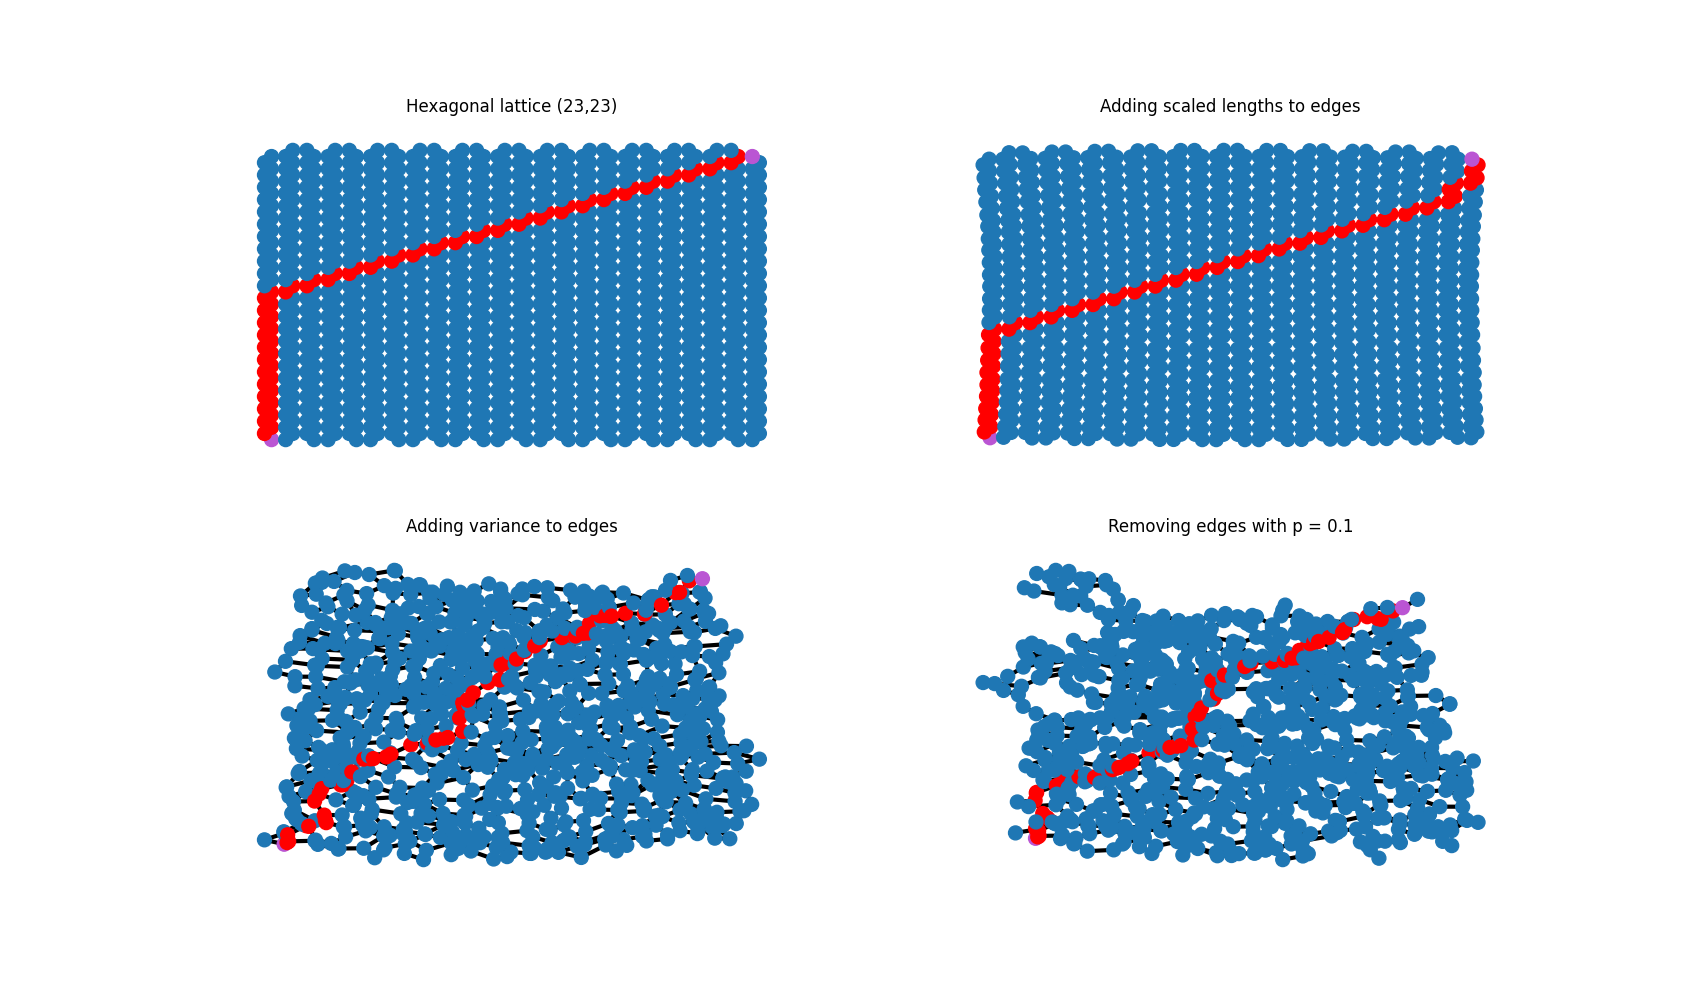 Hexagonal lattice (23,23)
Adding scaled lengths to edges
Adding variance to edges
Removing edges with p = 0.1